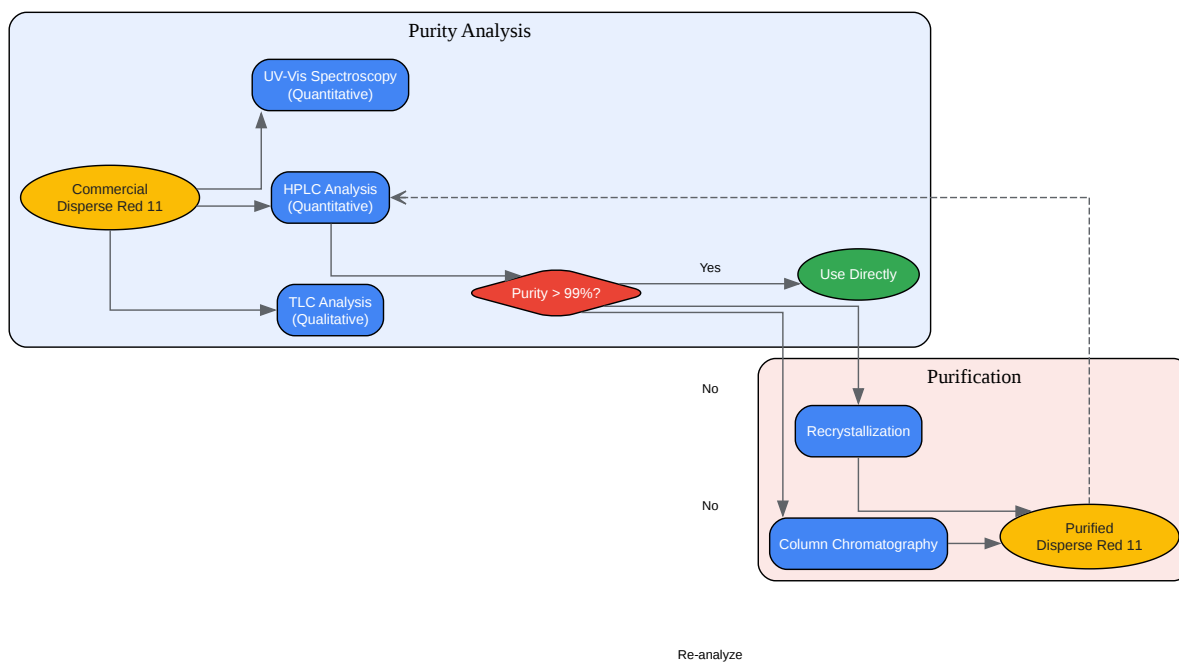 Purity Analysis
UV-Vis Spectroscopy
(Quantitative)
Commercial
Disperse Red 11
HPLC Analysis
(Quantitative)
TLC Analysis
(Qualitative)
Purity > 99%?
Yes
Use Directly
No
No
Purification
Recrystallization
Column Chromatography
Purified
Disperse Red 11
Re-analyze